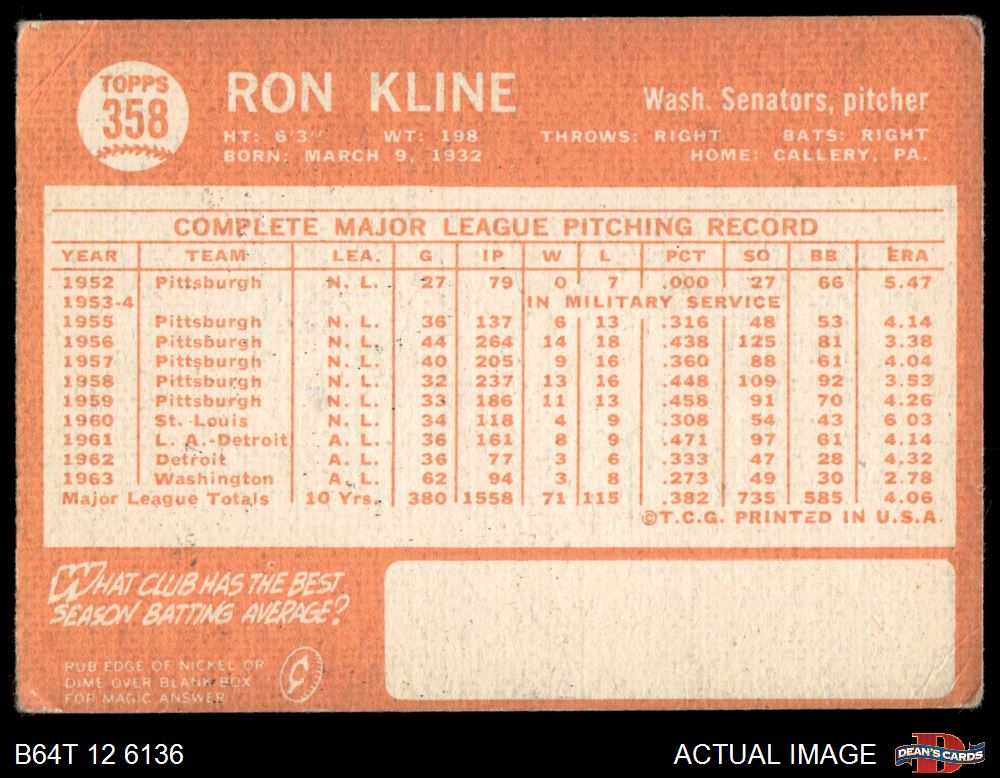 TOPPS
358
RON KLINE
Wash. Senators, pitcher
HT: 6'3" WT: 198 THROWS: RIGHT BATS: RIGHT
BORN: MARCH 9, 1932 HOME: CALLERY, PA.
COMPLETE MAJOR LEAGUE PITCHING RECORD
YEAR TEAM LEA. G IP W L PCT SO BB ERA
1952 Pittsburgh N. L. 27 79 0 7 .000 27 66 5.47
1953-4 IN MILITARY SERVICE
1955 Pittsburgh N. L. 36 137 6 13 .316 48 53 4.14
1956 Pittsburgh N. L. 44 264 14 18 .438 125 81 3.38
1957 Pittsburgh N. L. 40 205 9 16 .360 88 61 4.04
1958 Pittsburgh N. L. 32 237 13 16 .448 109 92 3.53
1959 Pittsburgh N. L. 33 186 11 13 .458 91 70 4.26
1960 St. Louis N. L. 34 118 4 9 .308 54 43 6.03
1961 L. A.-Detroit A. L. 36 161 8 9 .471 97 61 4.14
1962 Detroit A. L. 36 77 3 6 .333 47 28 4.32
1963 Washington A. L. 62 94 3 8 .273 49 30 2.78
Major League Totals 10 Yrs. 380 1558 71 115 .382 735 585 4.06
©T.C.G. PRINTED IN U.S.A.
WHAT CLUB HAS THE BEST
SEASON BATTING AVERAGE?
RUB EDGE OF NICKEL OR
DIME OVER BLANK BOX
FOR MAGIC ANSWER
¢
B64T 12 6136 ACTUAL IMAGE
D
DEAN'S CARDS